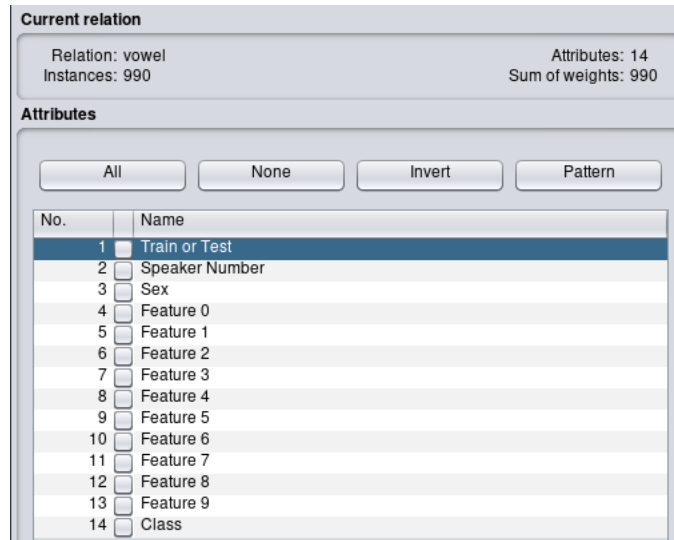 Current relation
Relation: vowel Attributes: 14
Instances: 990 Sum of weights: 990
Attributes
All None Invert Pattern
No. Name
1 Train or Test
2 Speaker Number
3 Sex
4 Feature 0
5 Feature 1
6 Feature 2
7 Feature 3
8 Feature 4
9 Feature 5
10 Feature 6
11 Feature 7
12 Feature 8
13 Feature 9
14 Class